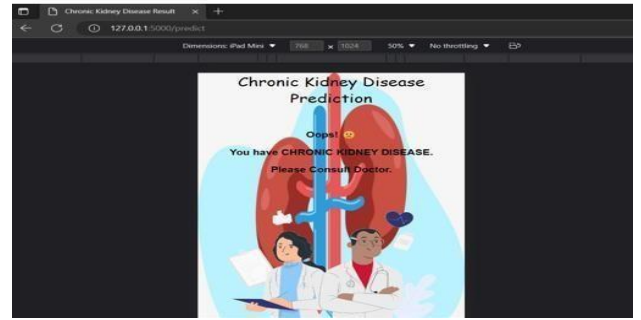 Chronic Kidney Disease Result
127.0.0.1:5000/predict
Dimensions: iPad Mini 768 x 1024 50% No throttling
Chronic Kidney Disease
Prediction
Oops!
You have CHRONIC KIDNEY DISEASE.
Please Consult Doctor.